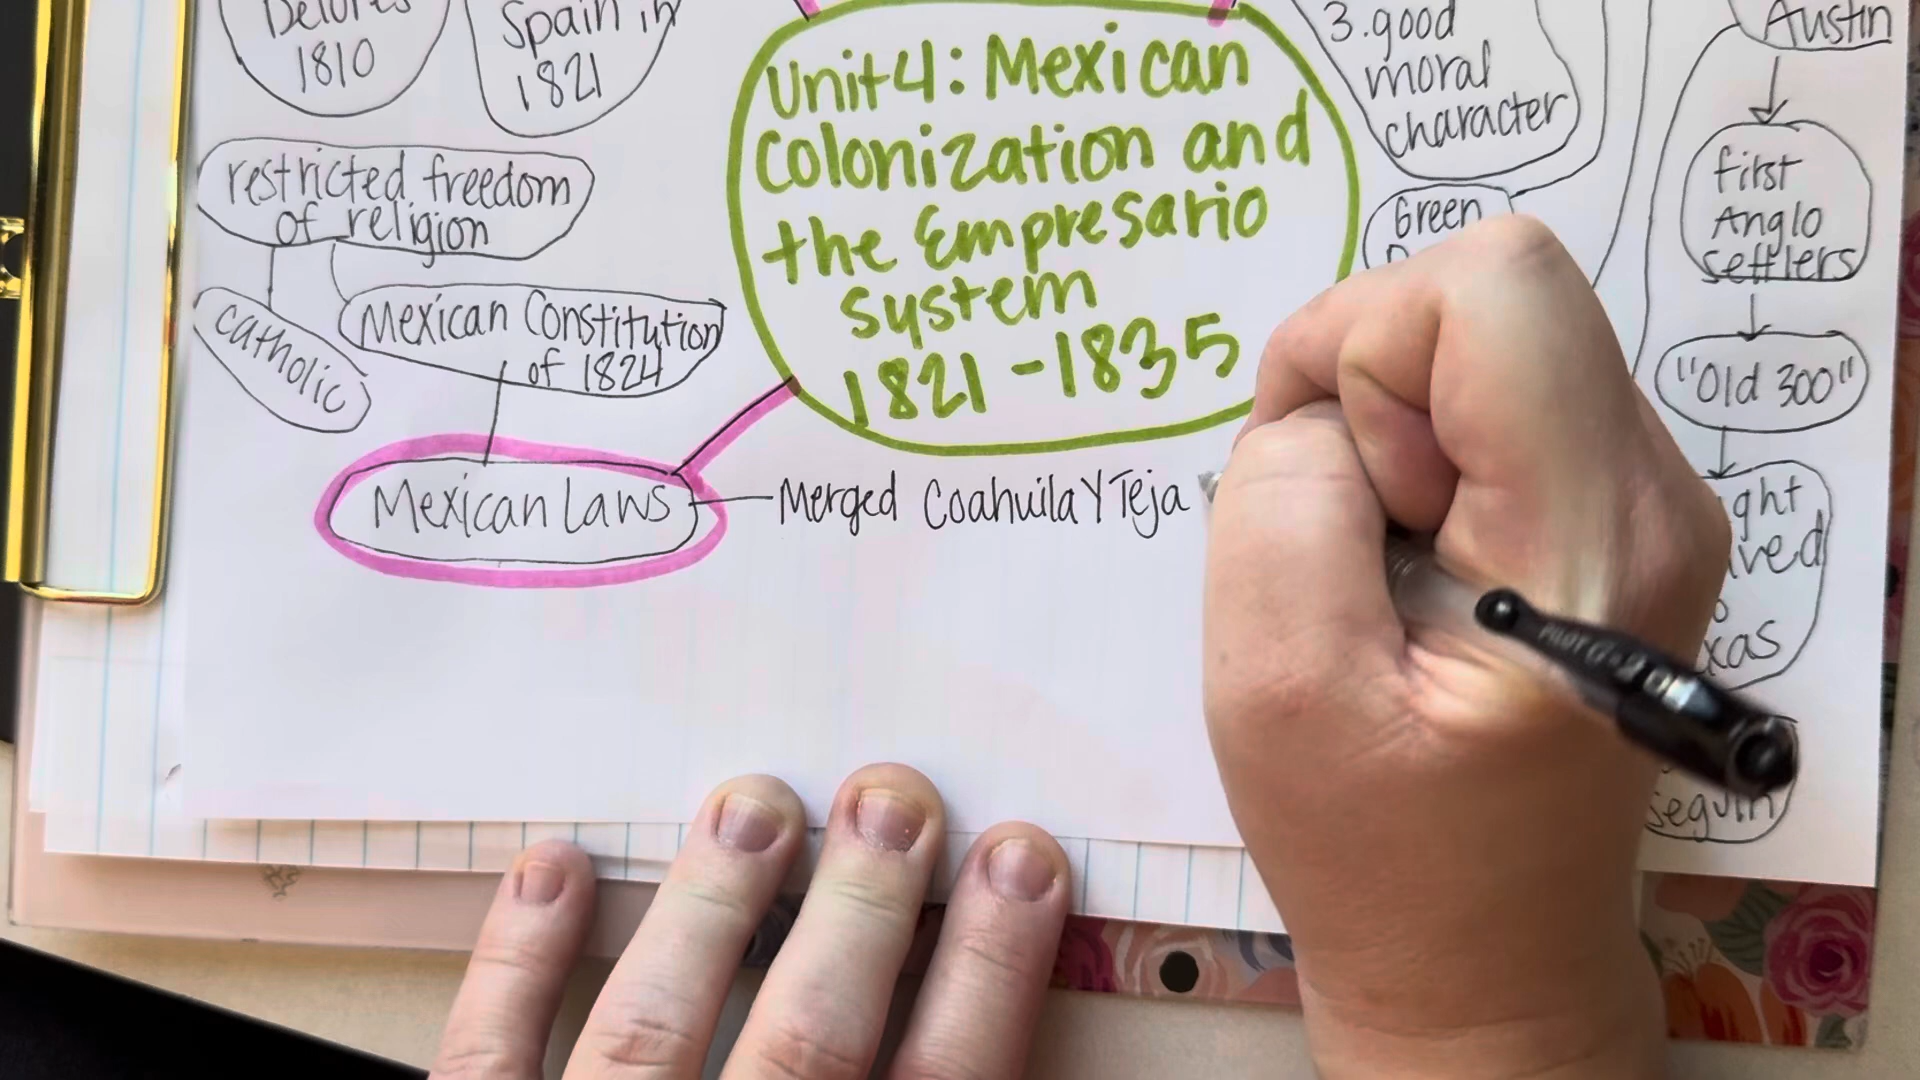 Delores
1810
Spain in
1821
restricted freedom
of religion
catholic
Mexican Constitution
of 1824
Mexican Laws
Merged Coahuila Y Teja
Unit 4: Mexican
Colonization and
the Empresario
system
1821-1835
3. good
moral
character
Green
Austin
first
Anglo
settlers
"Old 300"
seguin
PILOT G-2